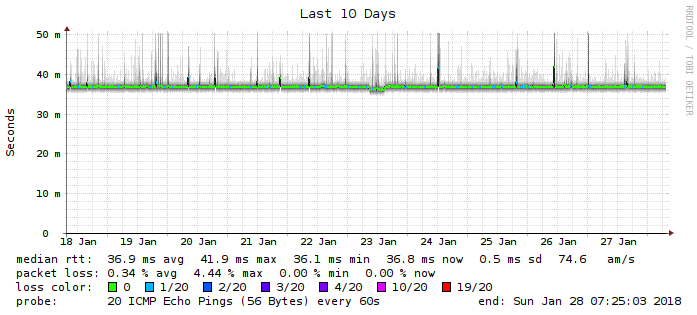 Last 10 Days
RRDTOOL / TOBI OETIKER
Seconds
50 m
40 m
30 m
20 m
10 m
0
18 Jan 19 Jan 20 Jan 21 Jan 22 Jan 23 Jan 24 Jan 25 Jan 26 Jan 27 Jan
median rtt: 36.9 ms avg 41.9 ms max 36.1 ms min 36.8 ms now 0.5 ms sd 74.6 am/s
packet loss: 0.34 % avg 4.44 % max 0.00 % min 0.00 % now
loss color: 0 1/20 2/20 3/20 4/20 10/20 19/20
probe: 20 ICMP Echo Pings (56 Bytes) every 60s end: Sun Jan 28 07:25:03 2018